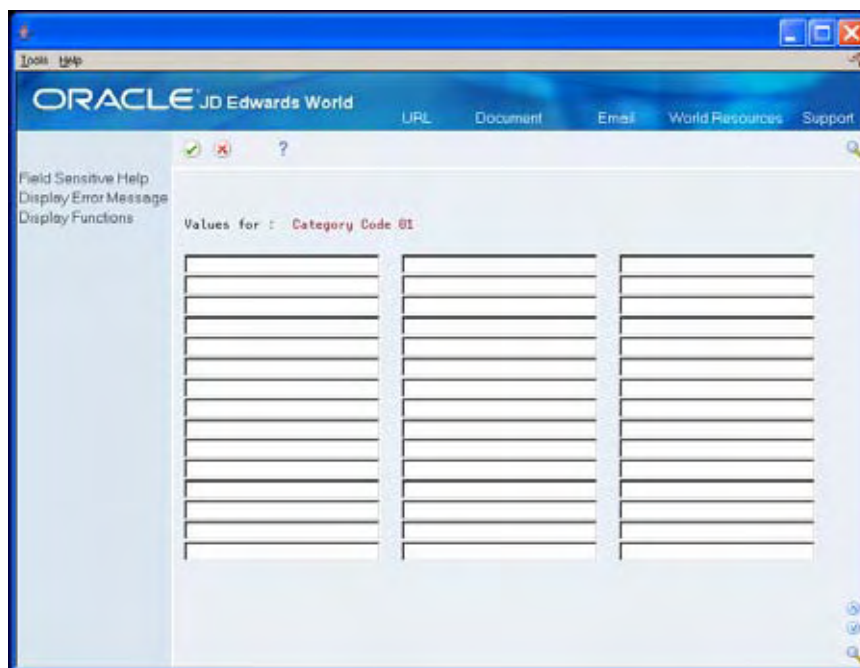 Tools Help
ORACLE JD Edwards World
URL Document Email World Resources Support
?
Field Sensitive Help
Display Error Message
Display Functions
Values for : Category Code 01